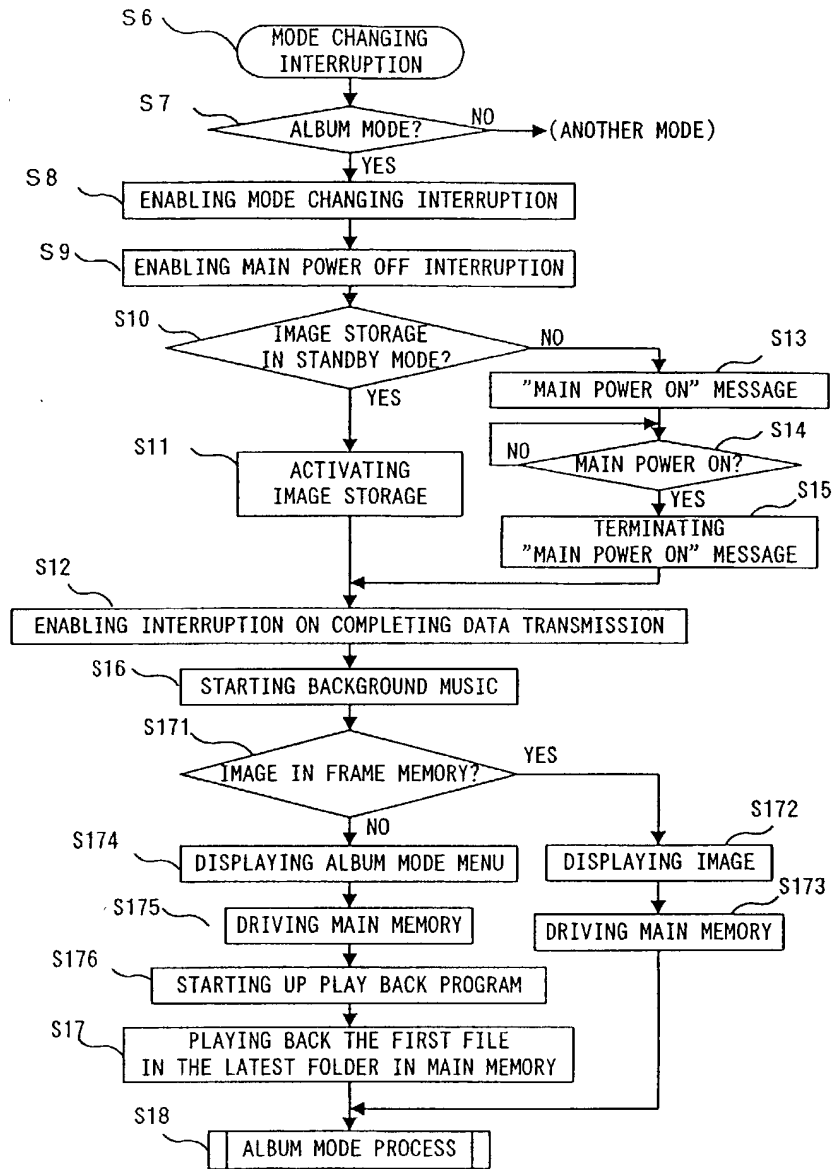 S6
MODE CHANGING
INTERRUPTION
S7
ALBUM MODE?
NO
(ANOTHER MODE)
YES
S8
ENABLING MODE CHANGING INTERRUPTION
S9
ENABLING MAIN POWER OFF INTERRUPTION
S10
IMAGE STORAGE
IN STANDBY MODE?
NO
YES
S13
"MAIN POWER ON" MESSAGE
S14
NO
MAIN POWER ON?
YES
S11
ACTIVATING
IMAGE STORAGE
S15
TERMINATING
"MAIN POWER ON" MESSAGE
S12
ENABLING INTERRUPTION ON COMPLETING DATA TRANSMISSION
S16
STARTING BACKGROUND MUSIC
S171
IMAGE IN FRAME MEMORY?
YES
NO
S172
DISPLAYING IMAGE
S173
DRIVING MAIN MEMORY
S174
DISPLAYING ALBUM MODE MENU
S175
DRIVING MAIN MEMORY
S176
STARTING UP PLAY BACK PROGRAM
S17
PLAYING BACK THE FIRST FILE
IN THE LATEST FOLDER IN MAIN MEMORY
S18
ALBUM MODE PROCESS